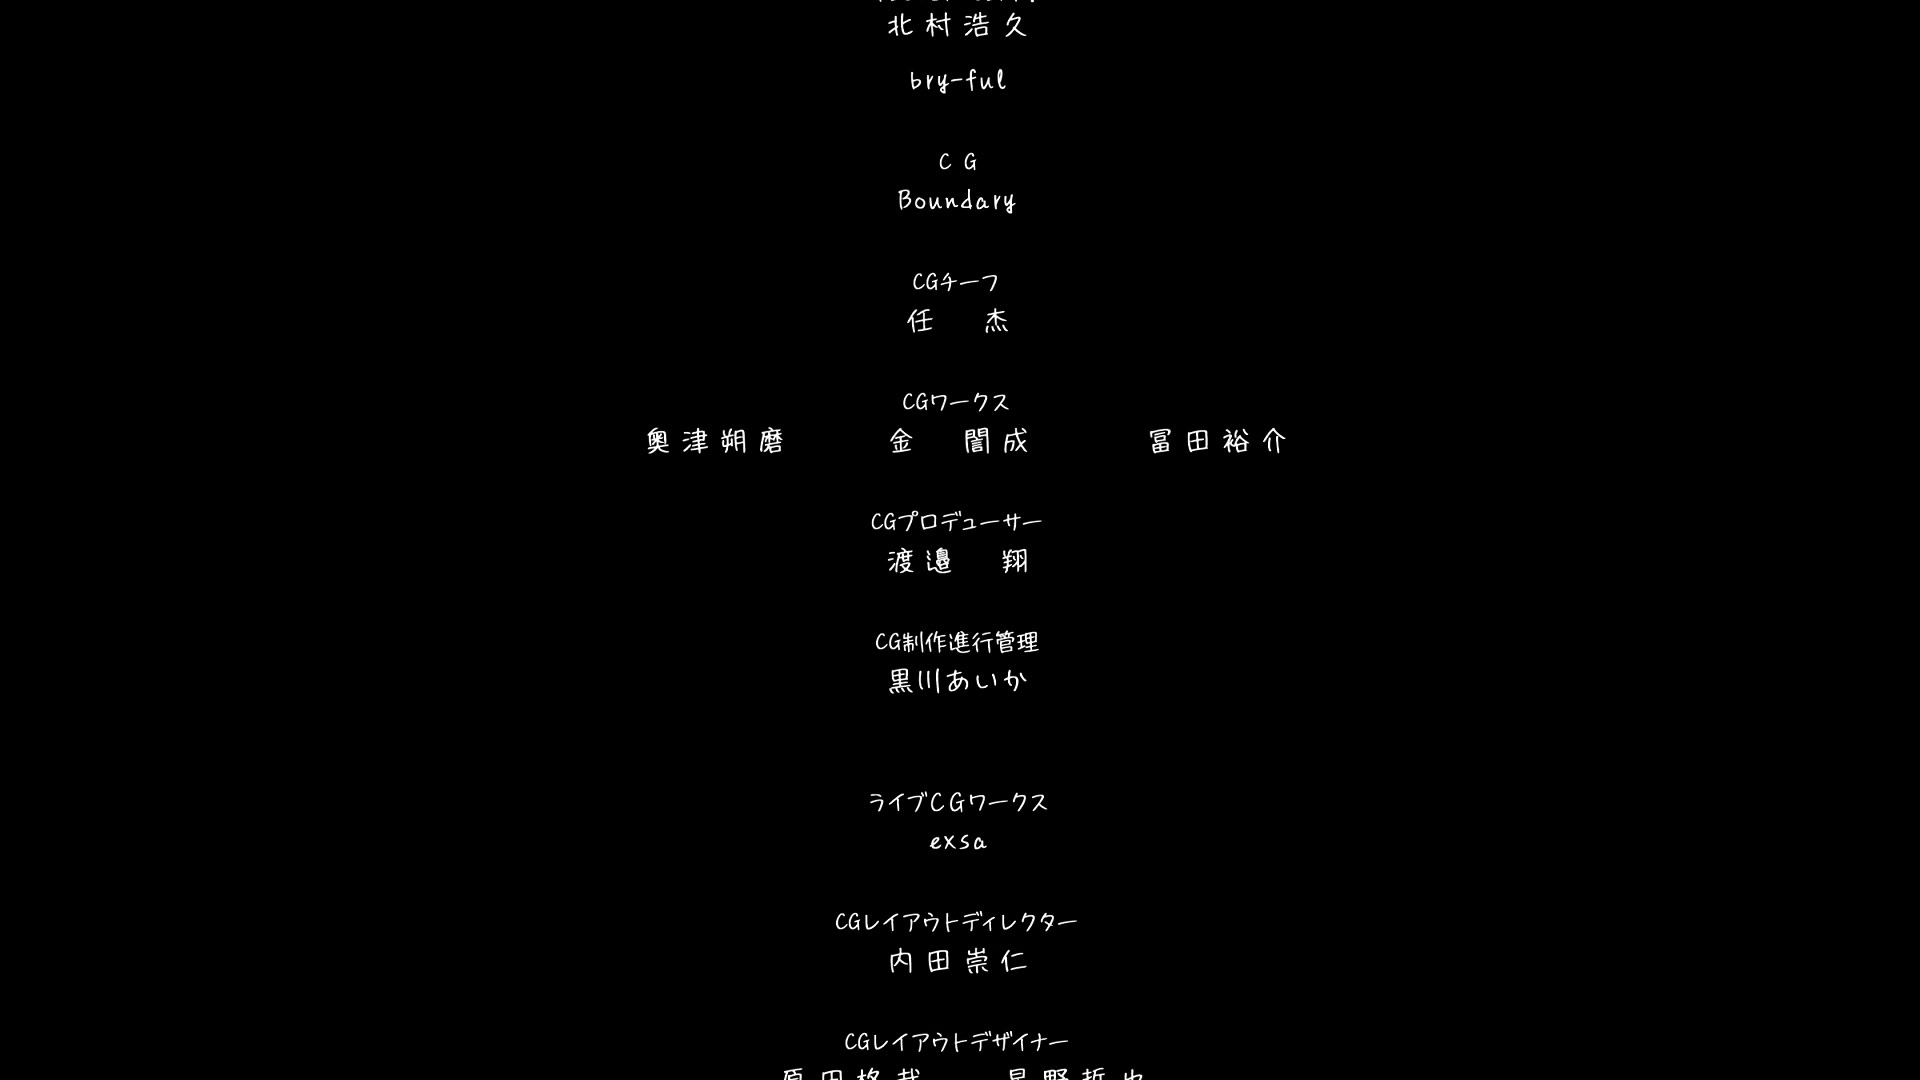 北村浩久
bry-ful
CG
Boundary
CGチーフ
任 杰
CGワークス
奥津朔磨 金 誾成 冨田裕介
CGプロデューサー
渡邉 翔
CG制作進行管理
黒川あいか
ライブCGワークス
exsa
CGレイアウトディレクター
内田崇仁
CGレイアウトデザイナー